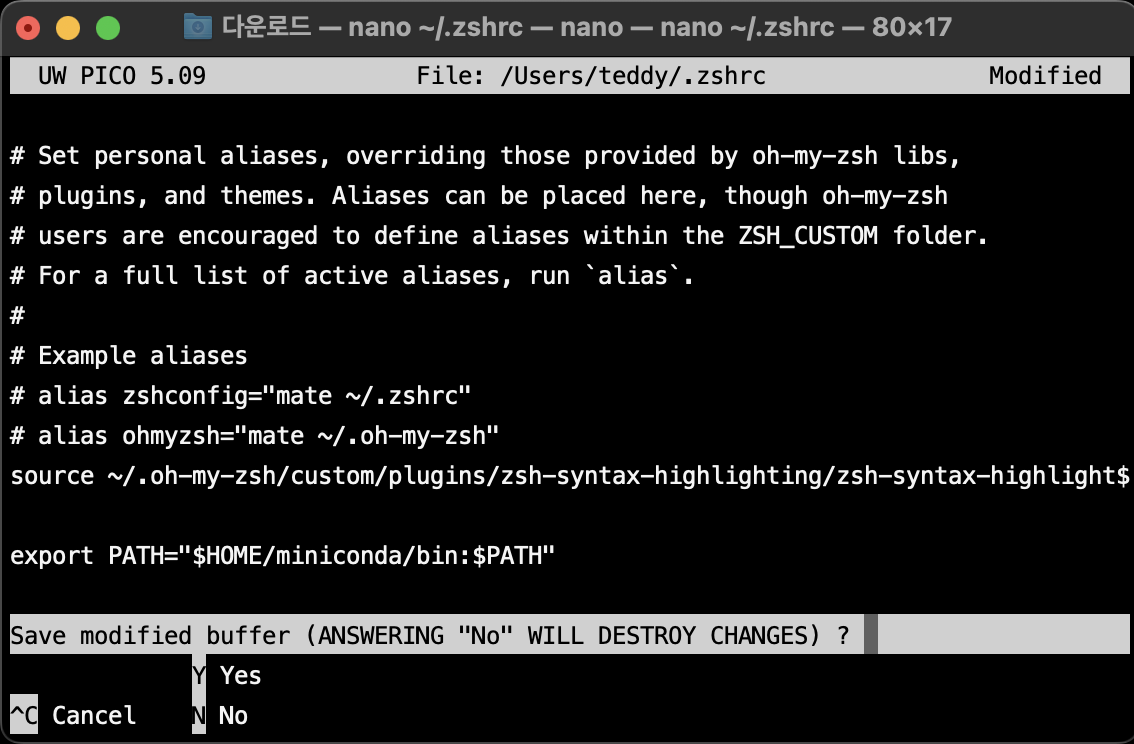 다운로드 — nano ~/.zshrc — nano — nano ~/.zshrc — 80×17
UW PICO 5.09 File: /Users/teddy/.zshrc Modified
# Set personal aliases, overriding those provided by oh-my-zsh libs,
# plugins, and themes. Aliases can be placed here, though oh-my-zsh
# users are encouraged to define aliases within the ZSH_CUSTOM folder.
# For a full list of active aliases, run `alias`.
#
# Example aliases
# alias zshconfig="mate ~/.zshrc"
# alias ohmyzsh="mate ~/.oh-my-zsh"
source ~/.oh-my-zsh/custom/plugins/zsh-syntax-highlighting/zsh-syntax-highlight$
export PATH="$HOME/miniconda/bin:$PATH"
Save modified buffer (ANSWERING "No" WILL DESTROY CHANGES) ?
Y Yes
^C Cancel N No